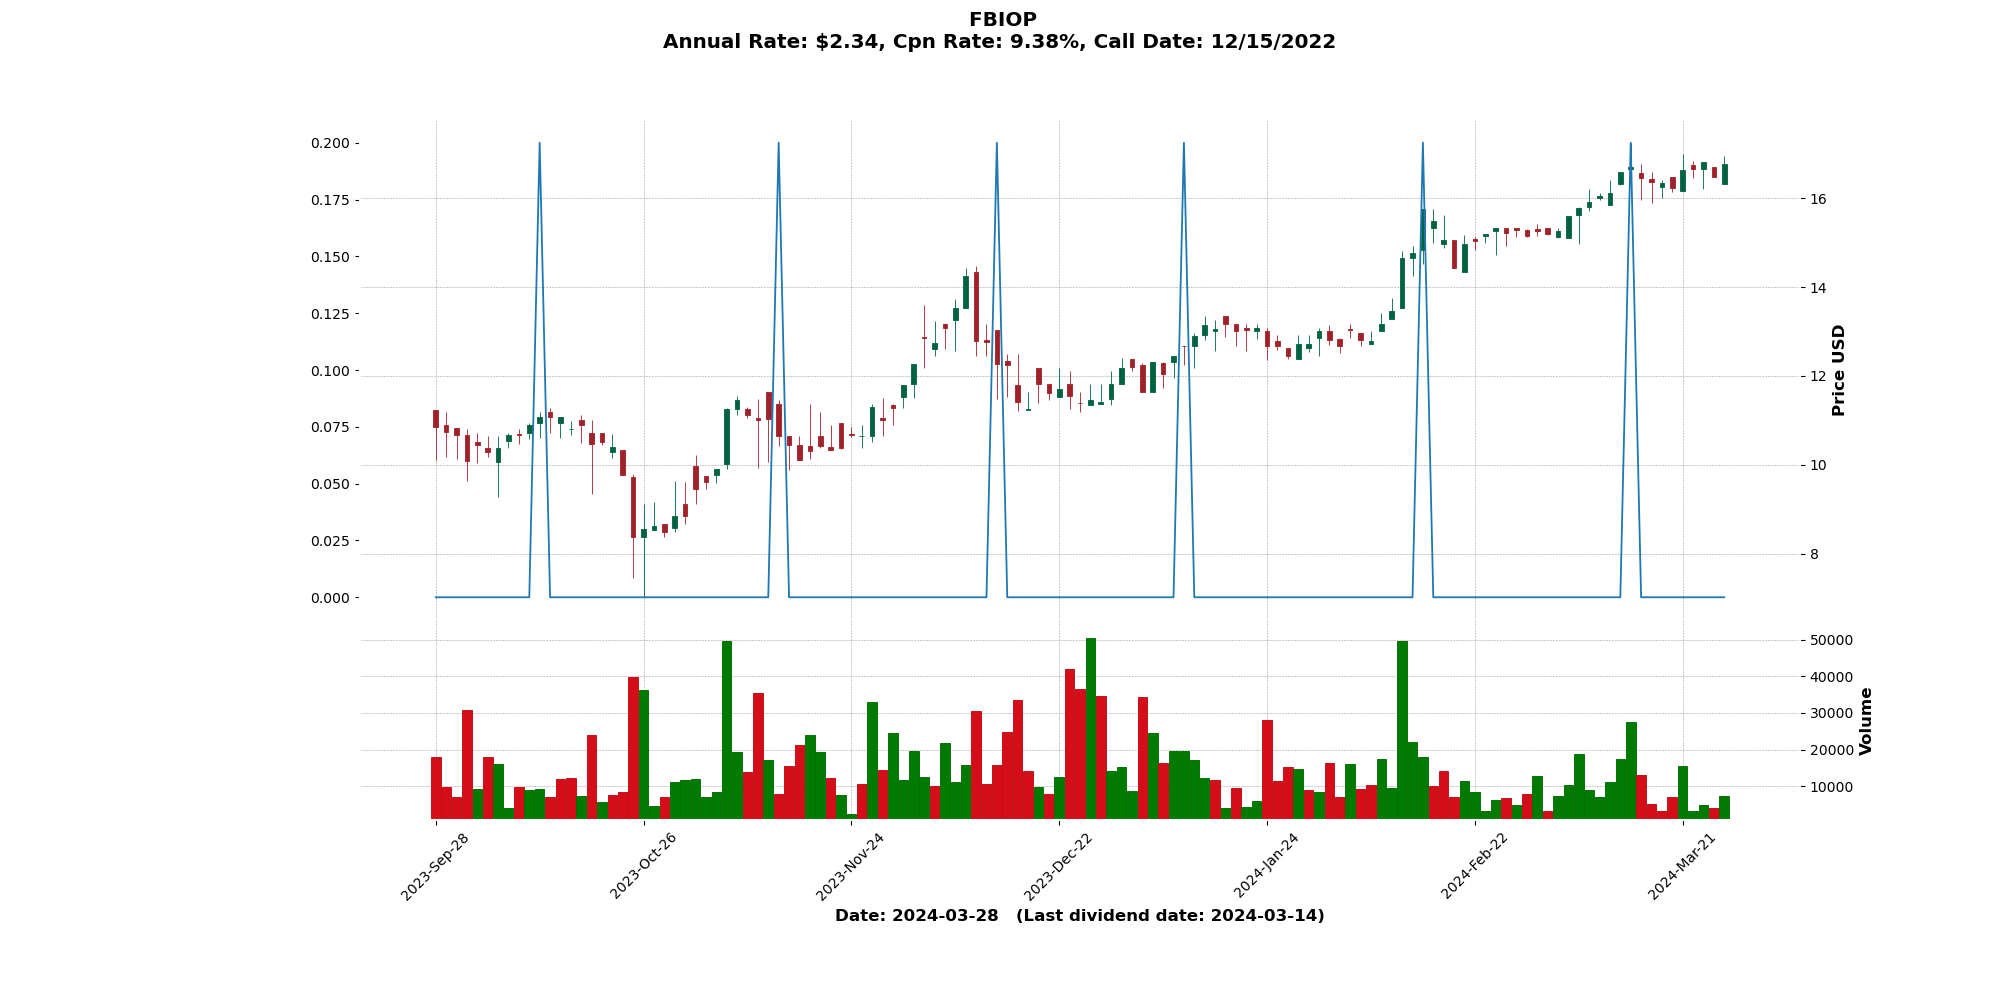 FBIOP
Annual Rate: $2.34, Cpn Rate: 9.38%, Call Date: 12/15/2022
0.200
0.175
0.150
0.125
0.100
0.075
0.050
0.025
0.000
16
14
12
10
8
Price USD
50000
40000
30000
20000
10000
Volume
2023-Sep-28
2023-Oct-26
2023-Nov-24
2023-Dec-22
2024-Jan-24
2024-Feb-22
2024-Mar-21
Date: 2024-03-28 (Last dividend date: 2024-03-14)